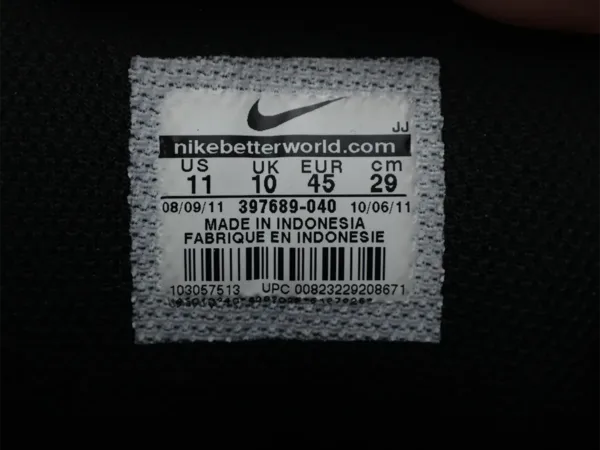 JJ
nikebetterworld.com
US UK EUR cm
11 10 45 29
08/09/11 397689-040 10/06/11
MADE IN INDONESIA
FABRIQUE EN INDONESIE
103057513 UPC 00823229208671